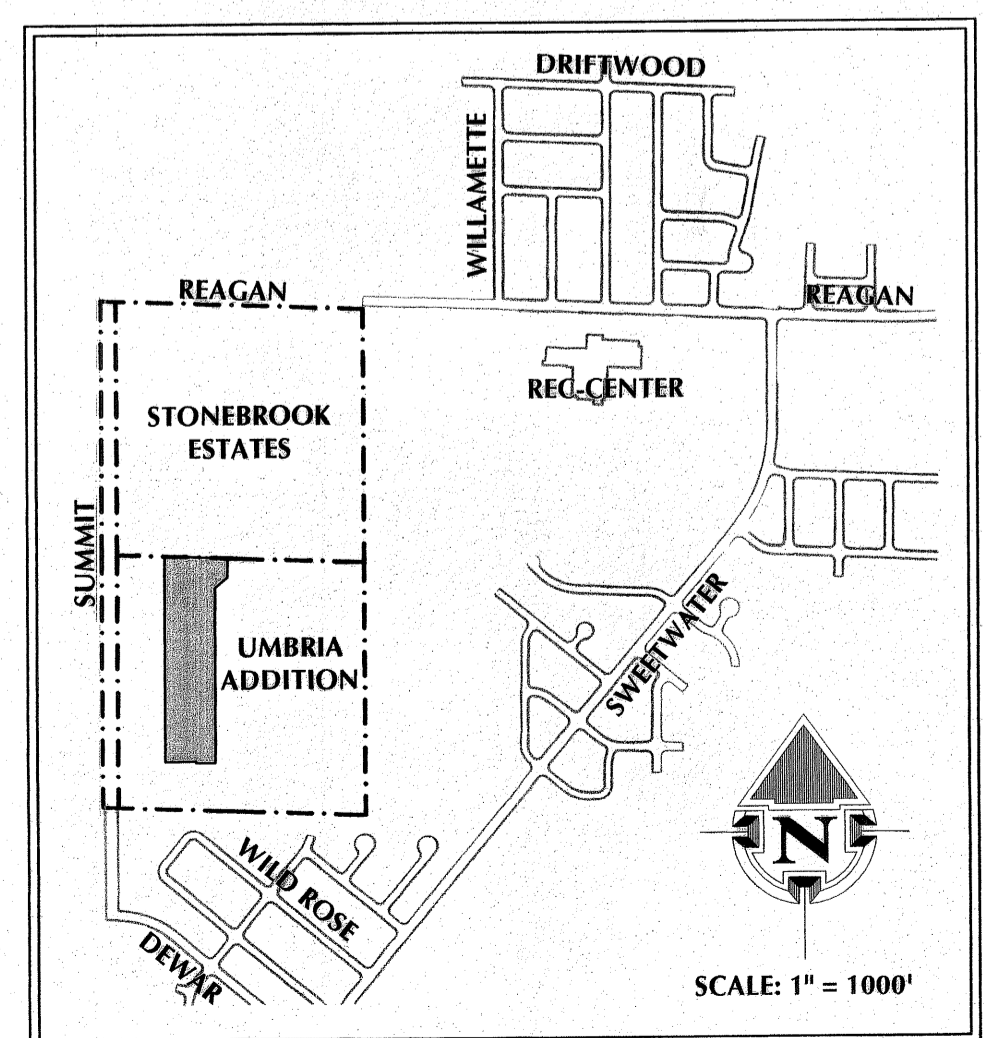 DRIFTWOOD
WILLAMETTE
REAGAN
REAGAN
REC-CENTER
STONEBROOK
ESTATES
SUMMIT
UMBRIA
ADDITION
SWEETWATER
WILD ROSE
DEWAR
N
SCALE: 1" = 1000'